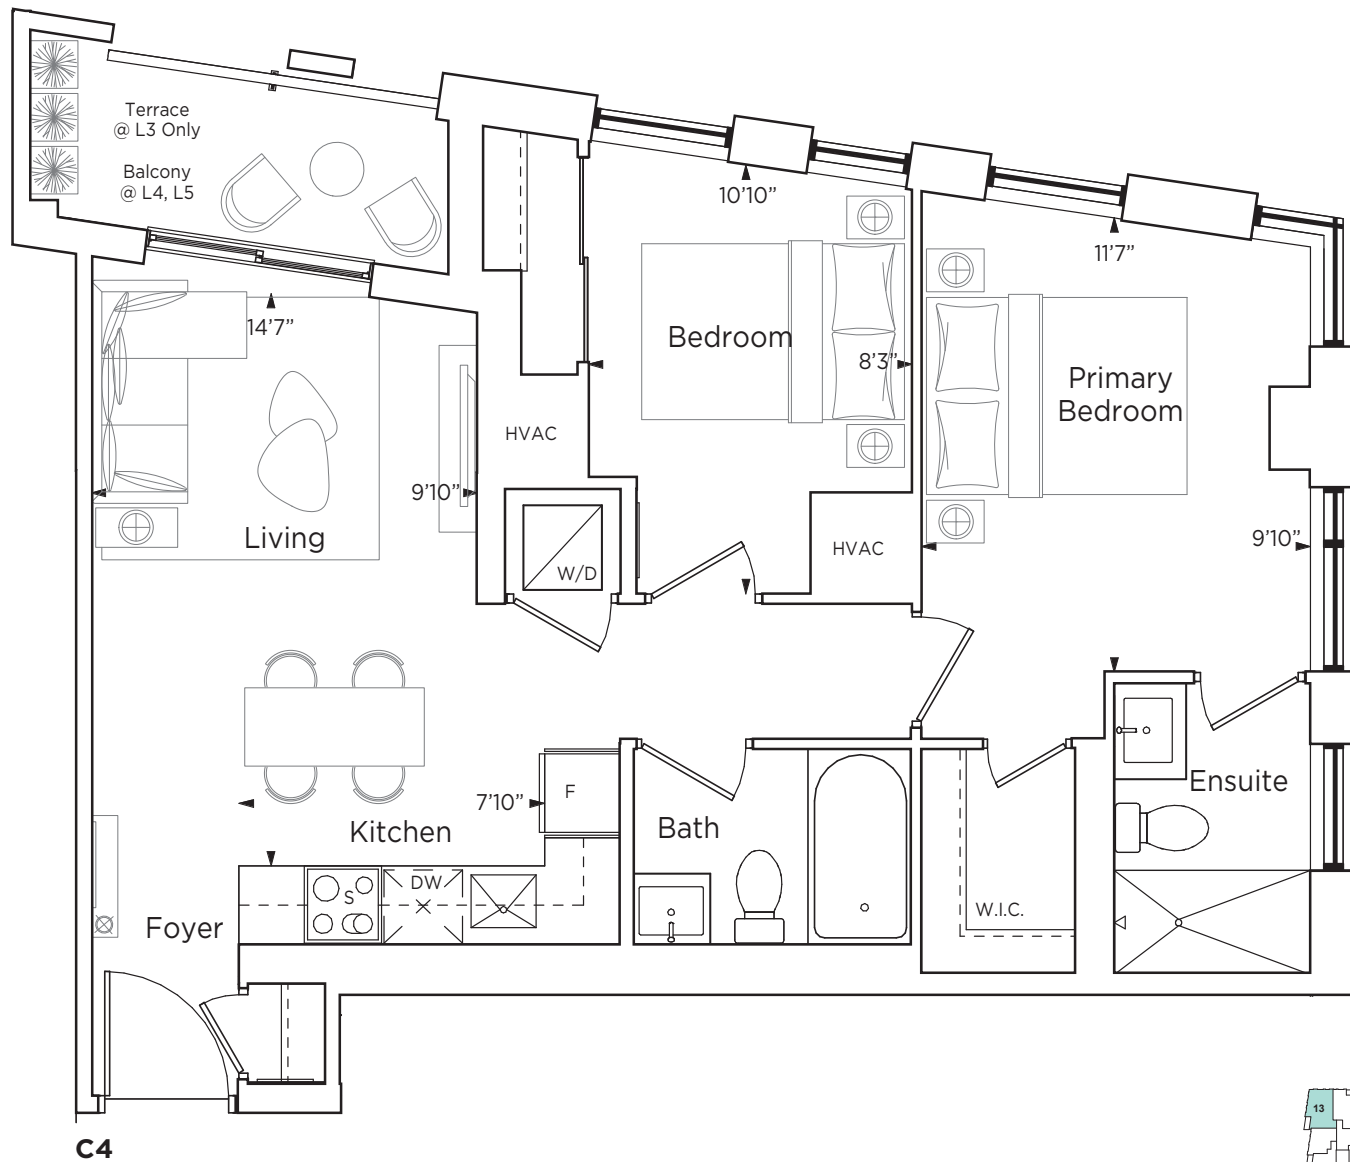 Terrace
@ L3 Only
Balcony
@ L4, L5
10’10”
11’7”
14’7”
Bedroom
8’3”
Primary
Bedroom
HVAC
9’10”
Living
HVAC
9’10”
W/D
7’10”
F
Kitchen
Bath
Ensuite
S
DW
W.I.C.
Foyer
13
C4